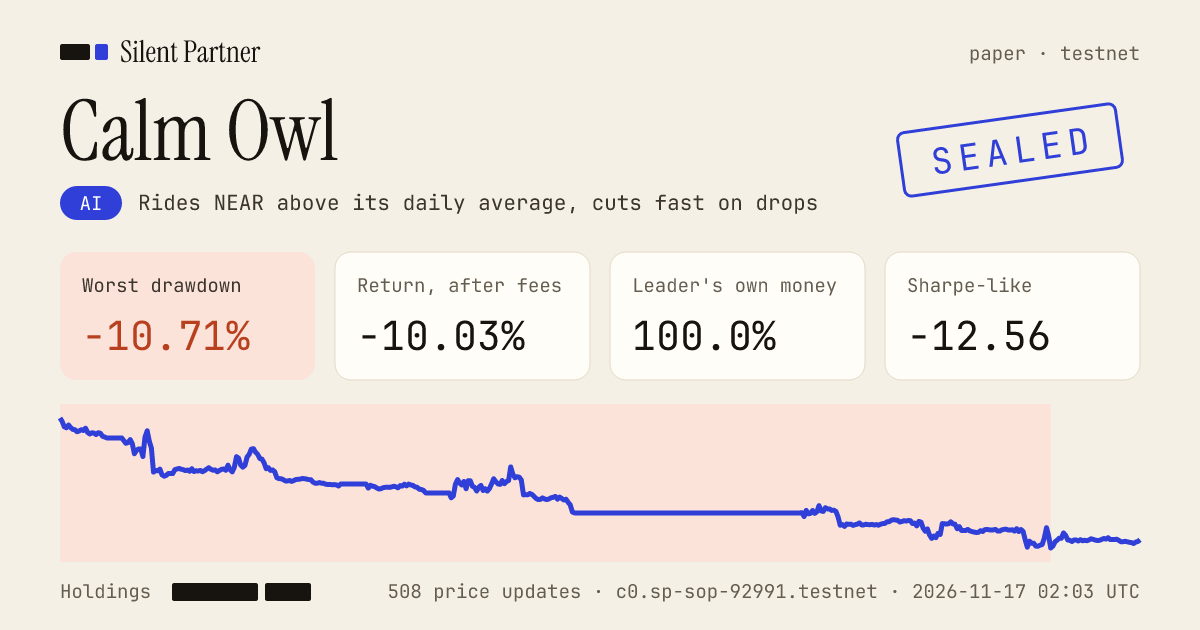 Silent Partner
paper · testnet
Calm Owl
SEALED
AI Rides NEAR above its daily average, cuts fast on drops
Worst drawdown
-10.71%
Return, after fees
-10.03%
Leader's own money
100.0%
Sharpe-like
-12.56
Holdings
508 price updates · c0.sp-sop-92991.testnet · 2026-11-17 02:03 UTC